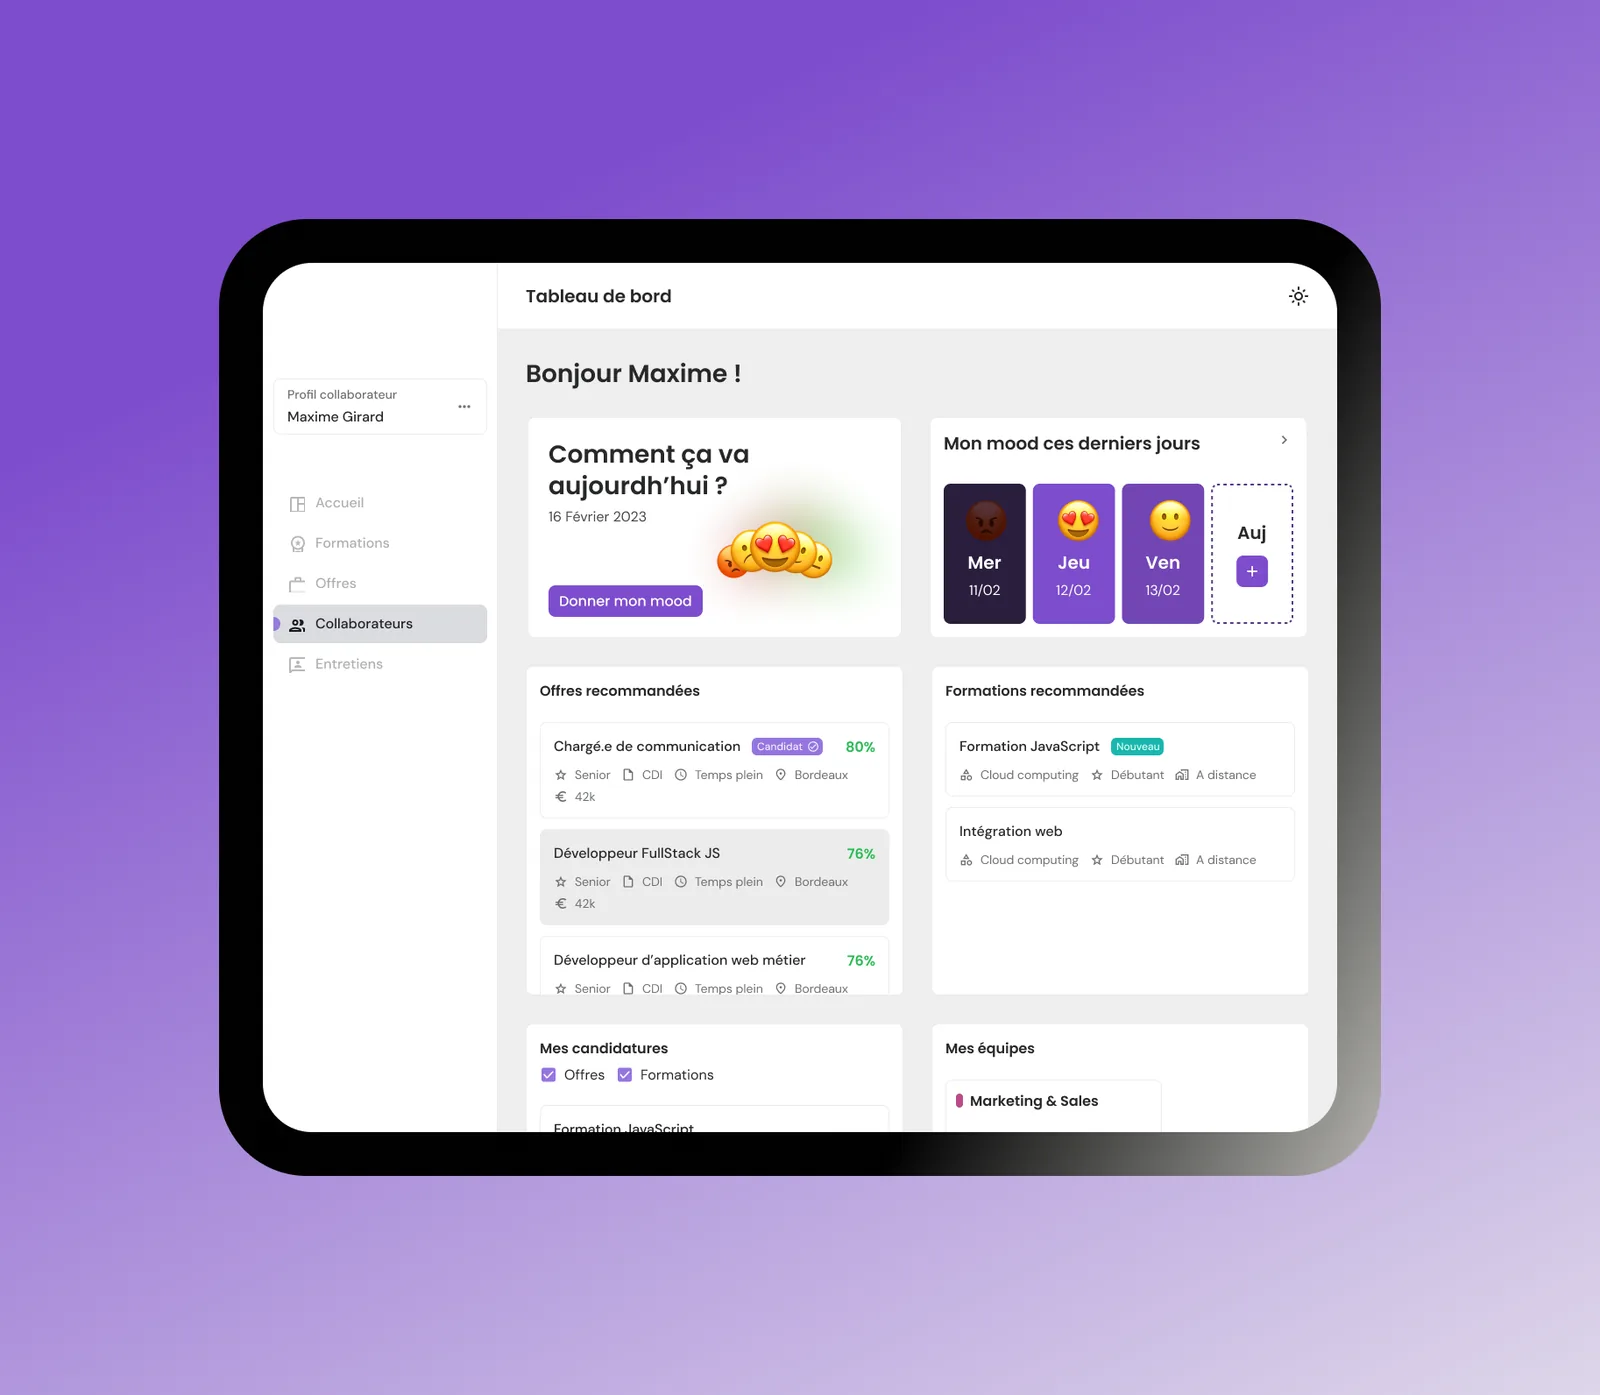 Tableau de bord
Profil collaborateur
Maxime Girard
Accueil
Formations
Offres
Collaborateurs
Entretiens
Bonjour Maxime !
Comment ça va
aujourdh’hui ?
16 Février 2023
Donner mon mood
Mon mood ces derniers jours
Mer
11/02
Jeu
12/02
Ven
13/02
Auj
+
Offres recommandées
Chargé.e de communication Candidat 80%
Senior CDI Temps plein Bordeaux
€ 42k
Développeur FullStack JS 76%
Senior CDI Temps plein Bordeaux
€ 42k
Développeur d’application web métier 76%
Senior CDI Temps plein Bordeaux
Formations recommandées
Formation JavaScript Nouveau
Cloud computing Débutant A distance
Intégration web
Cloud computing Débutant A distance
Mes candidatures
Offres Formations
Formation JavaScript
Mes équipes
Marketing & Sales